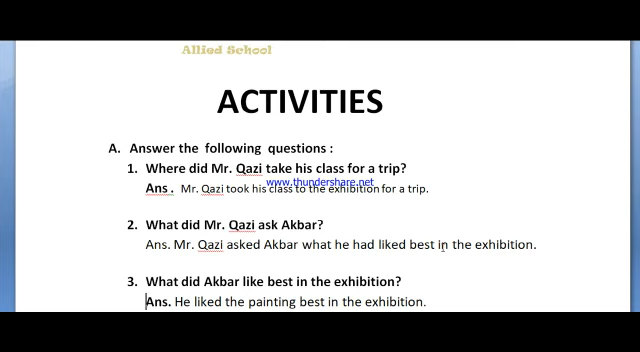 Allied School
ACTIVITIES
A. Answer the following questions :
1. Where did Mr. Qazi take his class for a trip?
www.thundershare.net
Ans . Mr. Qazi took his class to the exhibition for a trip.
2. What did Mr. Qazi ask Akbar?
Ans. Mr. Qazi asked Akbar what he had liked best in the exhibition.
3. What did Akbar like best in the exhibition?
Ans. He liked the painting best in the exhibition.